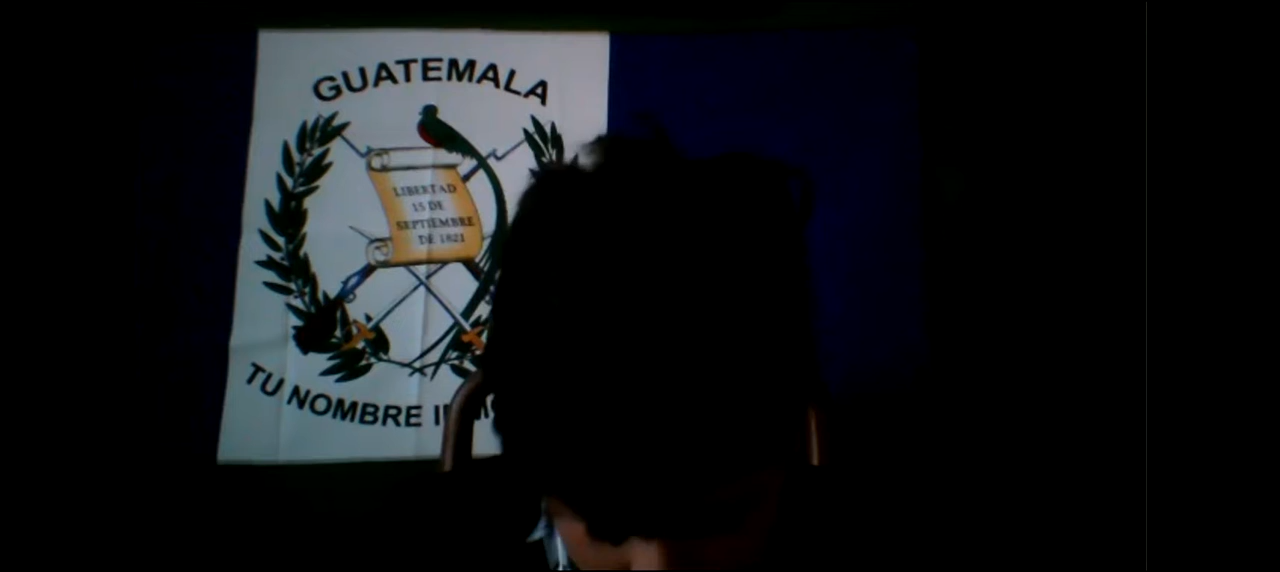 GUATEMALA
LIBERTAD
15 DE
SEPTIEMBRE
DE 1821
TU NOMBRE